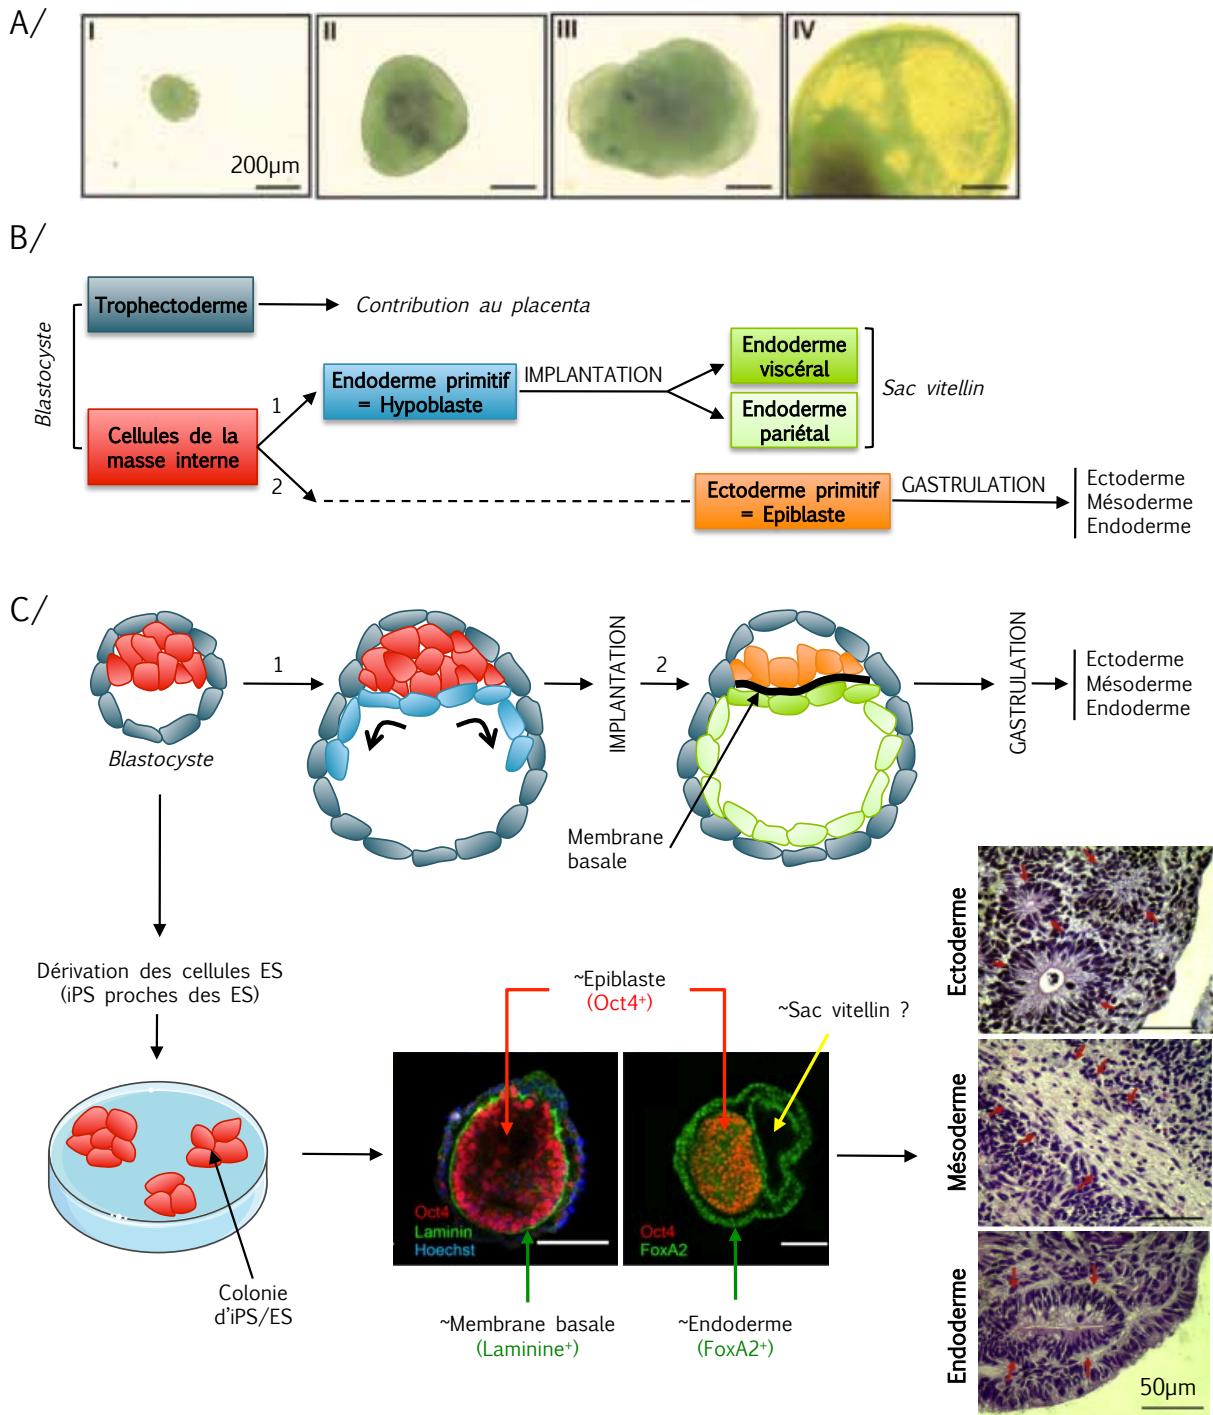 A/
I
II
III
IV
200µm
B/
Blastocyste
Trophectoderme
Contribution au placenta
Cellules de la
masse interne
1
2
Endoderme primitif
= Hypoblaste
IMPLANTATION
Endoderme
viscéral
Endoderme
pariétal
Sac vitellin
Ectoderme primitif
= Epiblaste
GASTRULATION
Ectoderme
Mésoderme
Endoderme
C/
Blastocyste
1
IMPLANTATION
2
Membrane
basale
GASTRULATION
Ectoderme
Mésoderme
Endoderme
Dérivation des cellules ES
(iPS proches des ES)
Colonie
d'iPS/ES
~Epiblaste
(Oct4⁺)
~Sac vitellin ?
Oct4
Laminin
Hoechst
Oct4
FoxA2
~Membrane basale
(Laminine⁺)
~Endoderme
(FoxA2⁺)
Ectoderme
Mésoderme
Endoderme
50µm